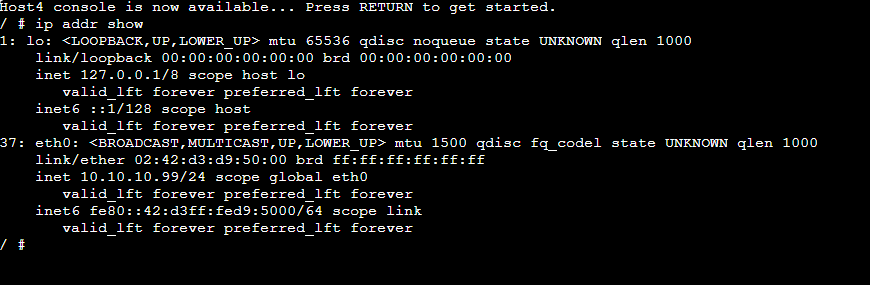 Host4 console is now available... Press RETURN to get started.
/ # ip addr show
1: lo: <LOOPBACK,UP,LOWER_UP> mtu 65536 qdisc noqueue state UNKNOWN qlen 1000
    link/loopback 00:00:00:00:00:00 brd 00:00:00:00:00:00
    inet 127.0.0.1/8 scope host lo
       valid_lft forever preferred_lft forever
    inet6 ::1/128 scope host
       valid_lft forever preferred_lft forever
37: eth0: <BROADCAST,MULTICAST,UP,LOWER_UP> mtu 1500 qdisc fq_codel state UNKNOWN qlen 1000
    link/ether 02:42:d3:d9:50:00 brd ff:ff:ff:ff:ff:ff
    inet 10.10.10.99/24 scope global eth0
       valid_lft forever preferred_lft forever
    inet6 fe80::42:d3ff:fed9:5000/64 scope link
       valid_lft forever preferred_lft forever
/ #